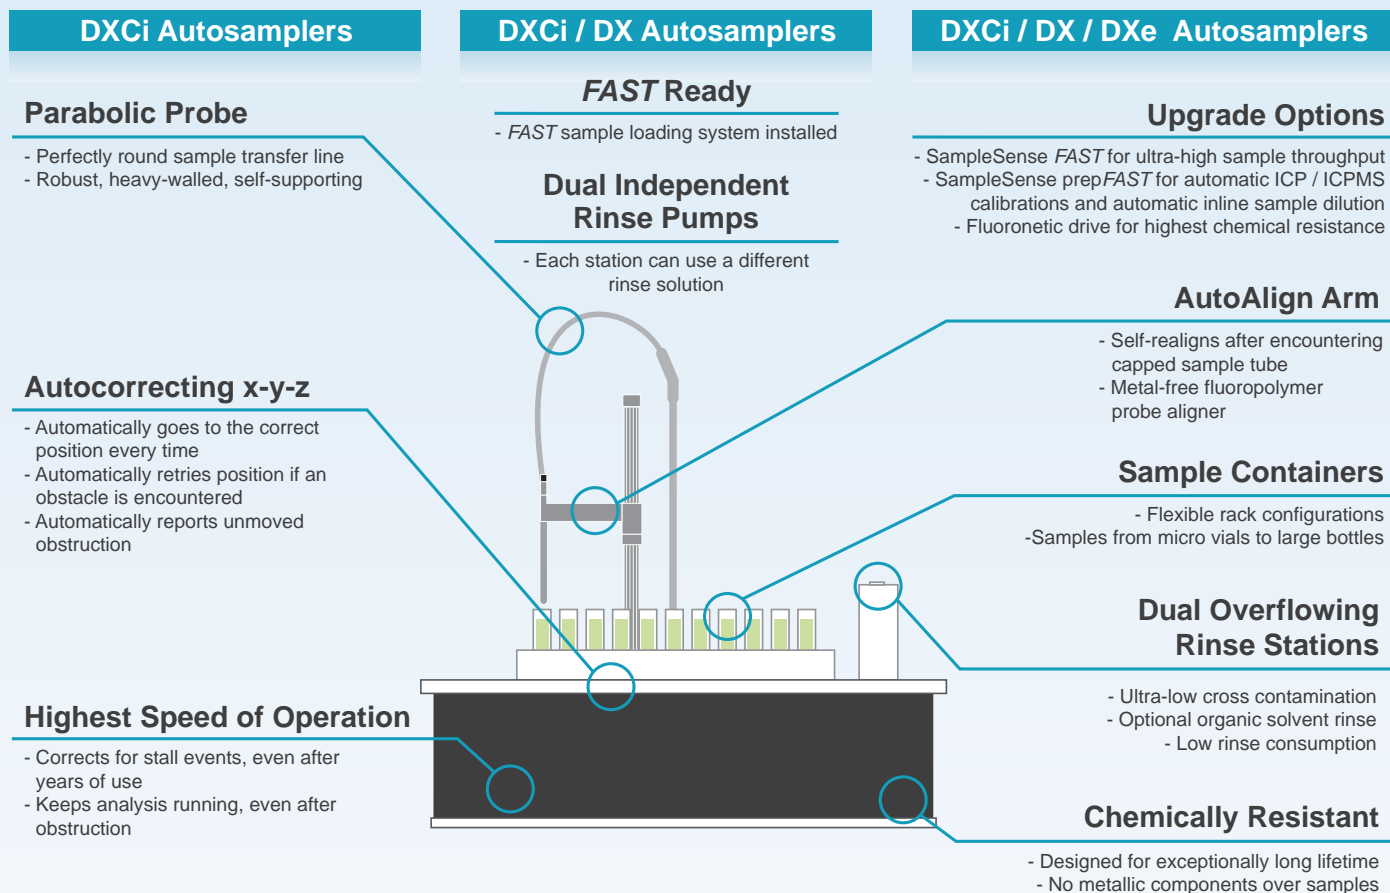 DXCi Autosamplers
Parabolic Probe
- Perfectly round sample transfer line
- Robust, heavy-walled, self-supporting
Autocorrecting x-y-z
- Automatically goes to the correct
position every time
- Automatically retries position if an
obstacle is encountered
- Automatically reports unmoved
obstruction
Highest Speed of Operation
- Corrects for stall events, even after
years of use
- Keeps analysis running, even after
obstruction
DXCi / DX Autosamplers
FAST Ready
- FAST sample loading system installed
Dual Independent
Rinse Pumps
- Each station can use a different
rinse solution
DXCi / DX / DXe Autosamplers
Upgrade Options
- SampleSense FAST for ultra-high sample throughput
- SampleSense prepFAST for automatic ICP / ICPMS
calibrations and automatic inline sample dilution
- Fluoronetic drive for highest chemical resistance
AutoAlign Arm
- Self-realigns after encountering
capped sample tube
- Metal-free fluoropolymer
probe aligner
Sample Containers
- Flexible rack configurations
-Samples from micro vials to large bottles
Dual Overflowing
Rinse Stations
- Ultra-low cross contamination
- Optional organic solvent rinse
- Low rinse consumption
Chemically Resistant
- Designed for exceptionally long lifetime
- No metallic components over samples